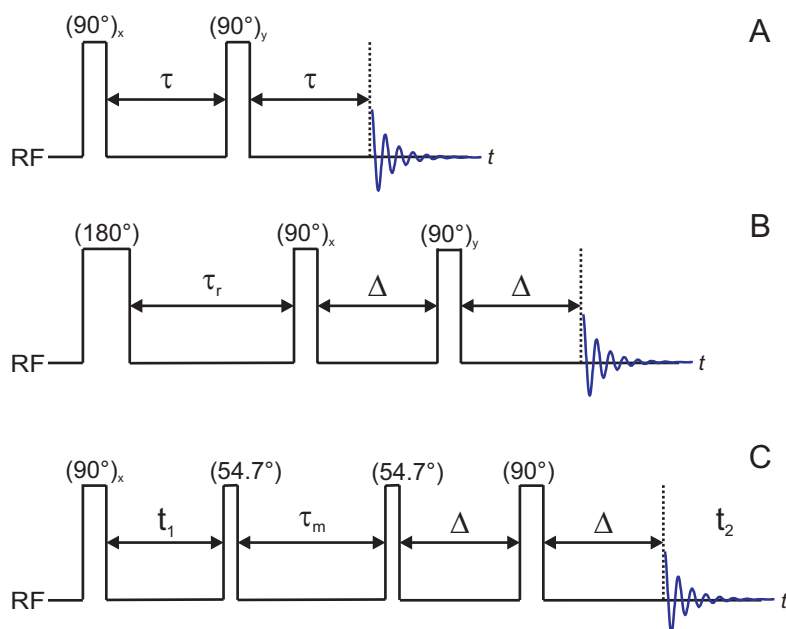 A
(90°)x (90°)y
τ τ
RF t
B
(180°) (90°)x (90°)y
τr Δ Δ
RF t
C
(90°)x (54.7°) (54.7°) (90°)
t1 τm Δ Δ t2
RF t